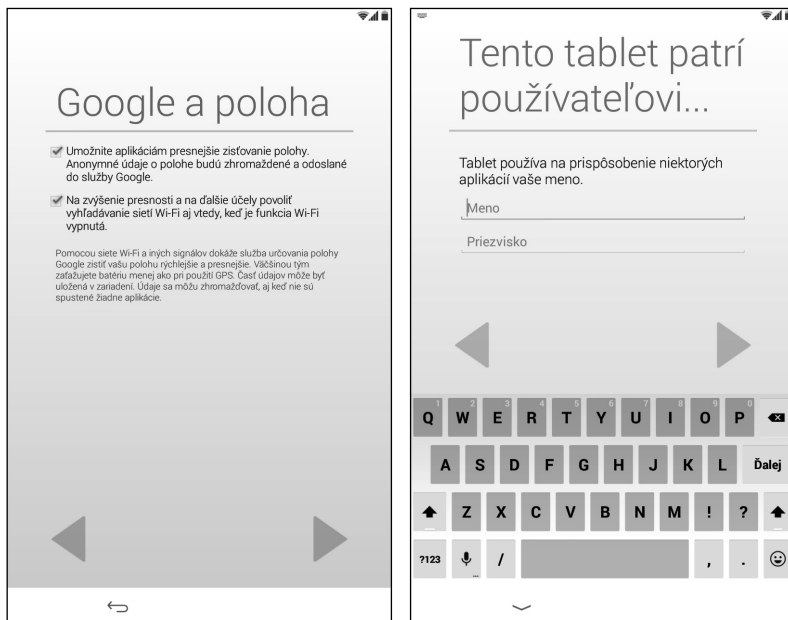 Google a poloha
Umožnite aplikáciám presnejšie zisťovanie polohy.
Anonymné údaje o polohe budú zhromaždené a odoslané
do služby Google.
Na zvýšenie presnosti a na ďalšie účely povoliť
vyhľadávanie sietí Wi-Fi aj vtedy, keď je funkcia Wi-Fi
vypnutá.
Pomocou siete Wi-Fi a iných signálov dokáže služba určovania polohy
Google zistiť vašu polohu rýchlejšie a presnejšie. Väčšinou tým
zaťažujete batériu menej ako pri použití GPS. Časť údajov môže byť
uložená v zariadení. Údaje sa môžu zhromažďovať, aj keď nie sú
spustené žiadne aplikácie.
Tento tablet patrí
používateľovi...
Tablet používa na prispôsobenie niektorých
aplikácií vaše meno.
Meno
Priezvisko
1 2 3 4 5 6 7 8 9 0
Q W E R T Y U I O P
A S D F G H J K L Ďalej
Z X C V B N M ! ?
?123 / , .